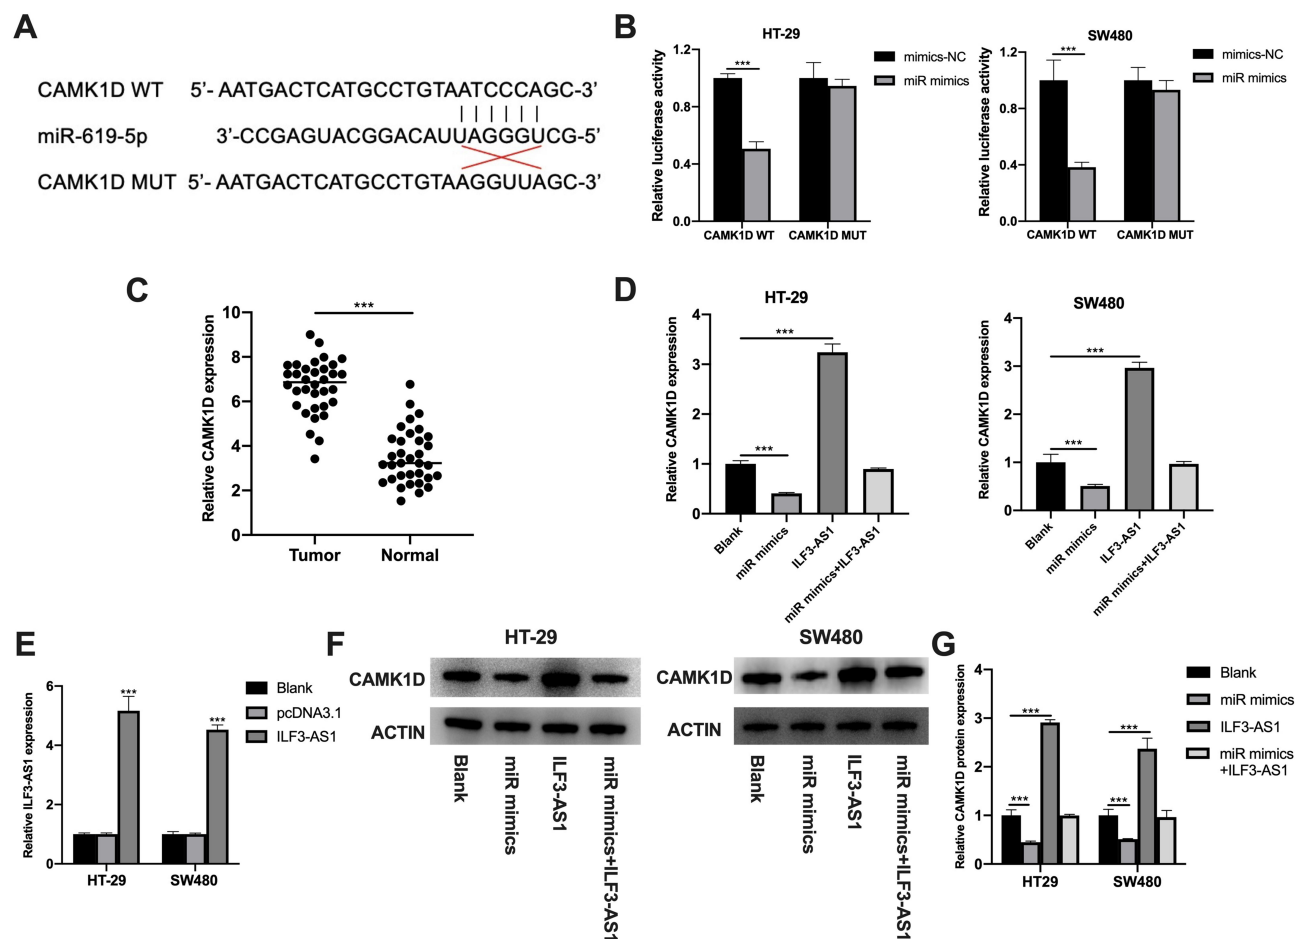 A
CAMK1D WT 5'- AATGACTCATGCCTGTAATCCCAGC-3'
miR-619-5p 3'-CCGAGUACGGACAUUAGGGUCG-5'
CAMK1D MUT 5'- AATGACTCATGCCTGTAAGGUUAGC-3'
B
HT-29
Relative luciferase activity
1.2
0.8
0.4
0.0
***
CAMK1D WT CAMK1D MUT
mimics-NC
miR mimics
SW480
Relative luciferase activity
1.2
0.8
0.4
0.0
***
CAMK1D WT CAMK1D MUT
mimics-NC
miR mimics
C
Relative CAMK1D expression
10
8
6
4
2
0
***
Tumor Normal
D
HT-29
Relative CAMK1D expression
4
3
2
1
0
***
***
Blank
miR mimics
ILF3-AS1
miR mimics+ILF3-AS1
SW480
Relative CAMK1D expression
4
3
2
1
0
***
***
Blank
miR mimics
ILF3-AS1
miR mimics+ILF3-AS1
E
Relative ILF3-AS1 expression
6
4
2
0
***
***
HT-29 SW480
Blank
pcDNA3.1
ILF3-AS1
F
HT-29
CAMK1D
ACTIN
Blank
miR mimics
ILF3-AS1
miR mimics+ILF3-AS1
SW480
CAMK1D
ACTIN
Blank
miR mimics
ILF3-AS1
miR mimics+ILF3-AS1
G
Relative CAMK1D protein expression
4
3
2
1
0
***
***
***
***
HT29 SW480
Blank
miR mimics
ILF3-AS1
miR mimics
+ILF3-AS1